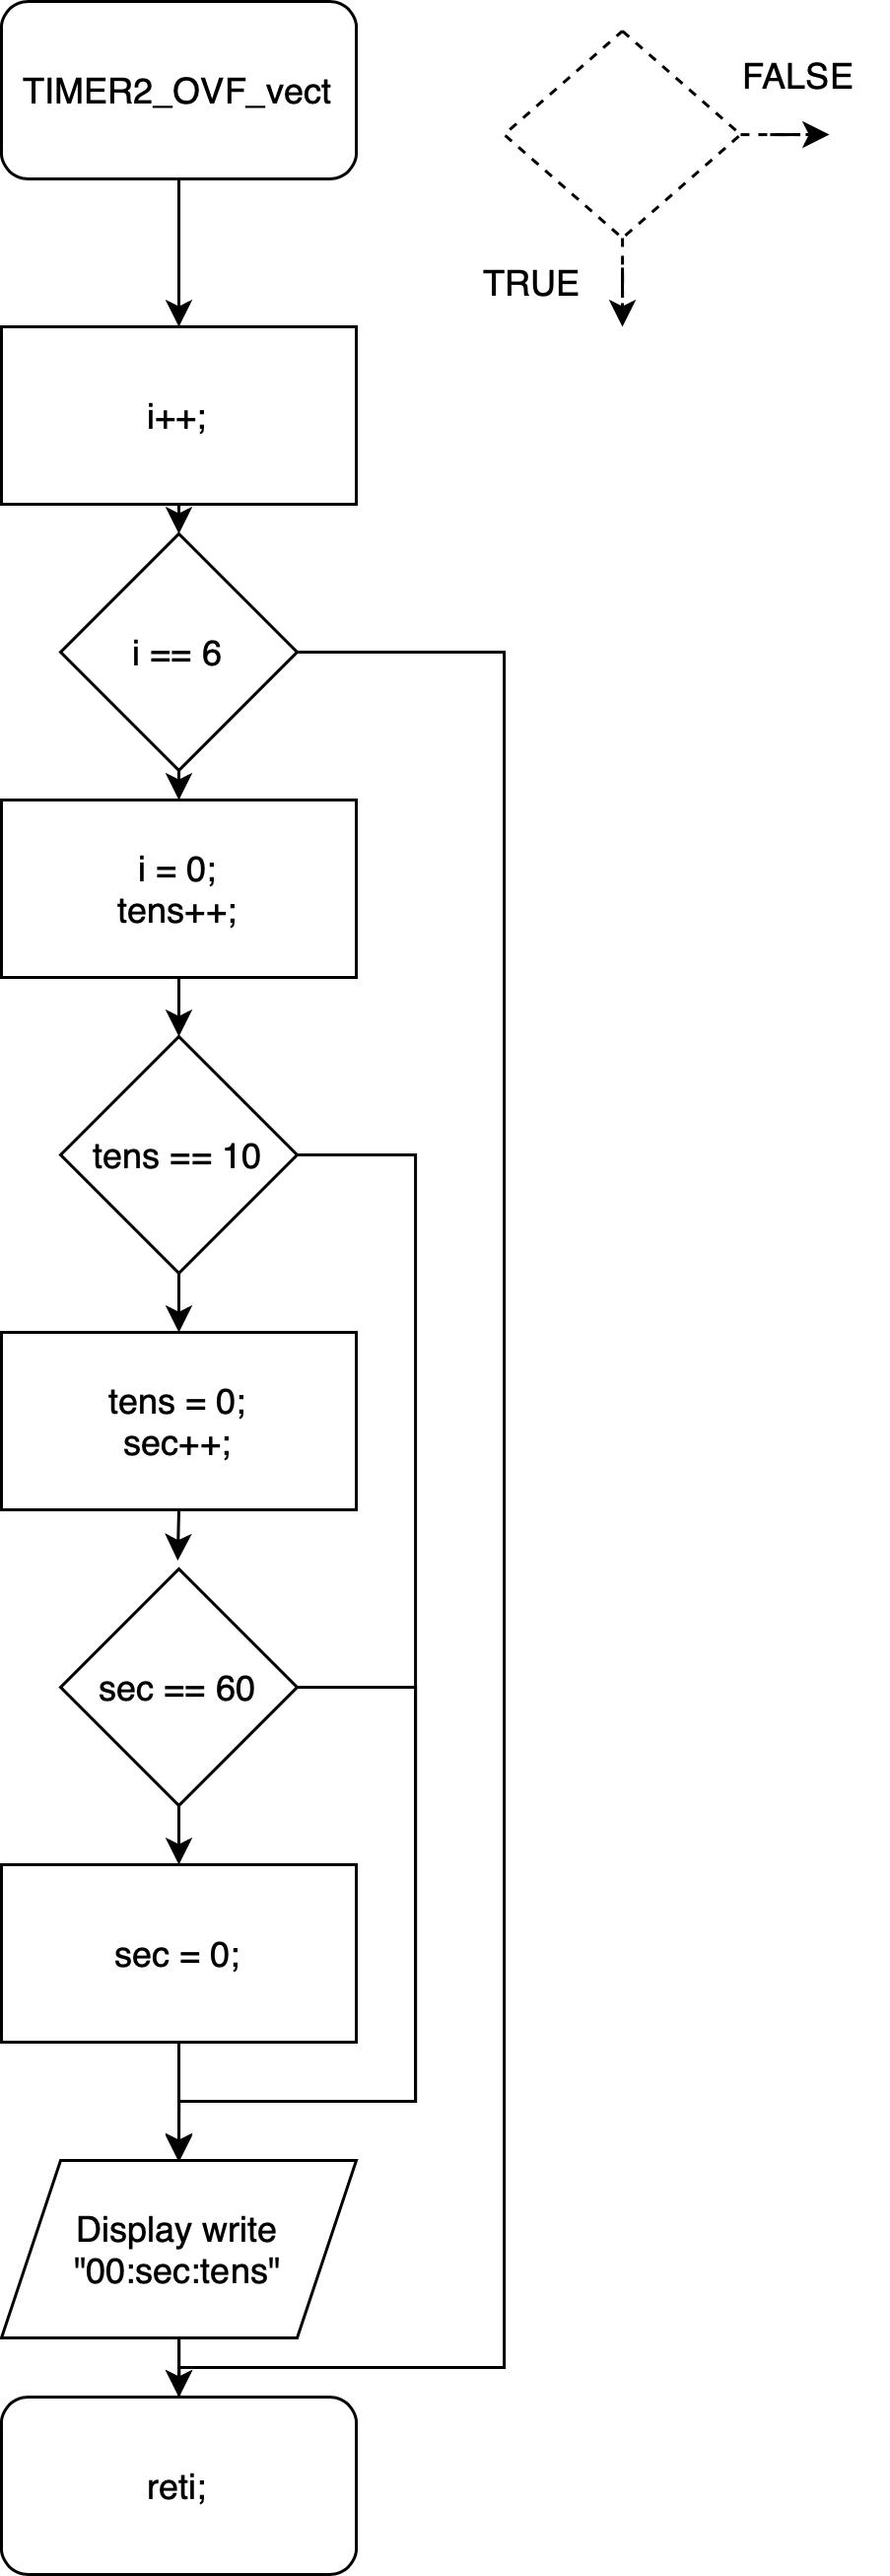 TIMER2_OVF_vect
FALSE
TRUE
i++;
i == 6
i = 0;
tens++;
tens == 10
tens = 0;
sec++;
sec == 60
sec = 0;
Display write
"00:sec:tens"
reti;